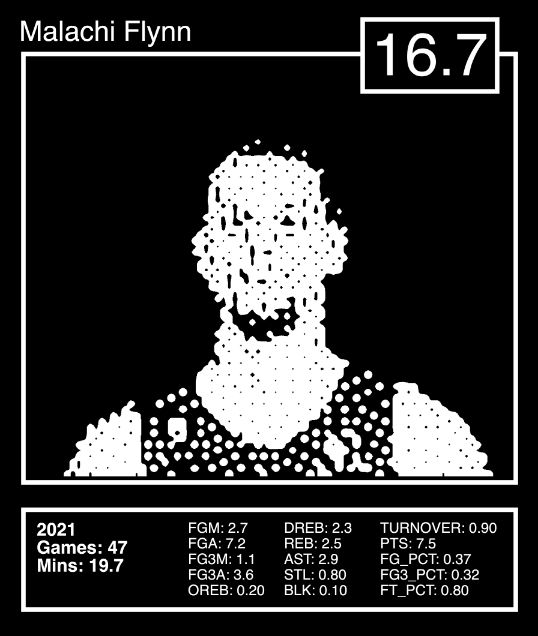 Malachi Flynn
16.7
2021
Games: 47
Mins: 19.7
FGM: 2.7
FGA: 7.2
FG3M: 1.1
FG3A: 3.6
OREB: 0.20
DREB: 2.3
REB: 2.5
AST: 2.9
STL: 0.80
BLK: 0.10
TURNOVER: 0.90
PTS: 7.5
FG_PCT: 0.37
FG3_PCT: 0.32
FT_PCT: 0.80